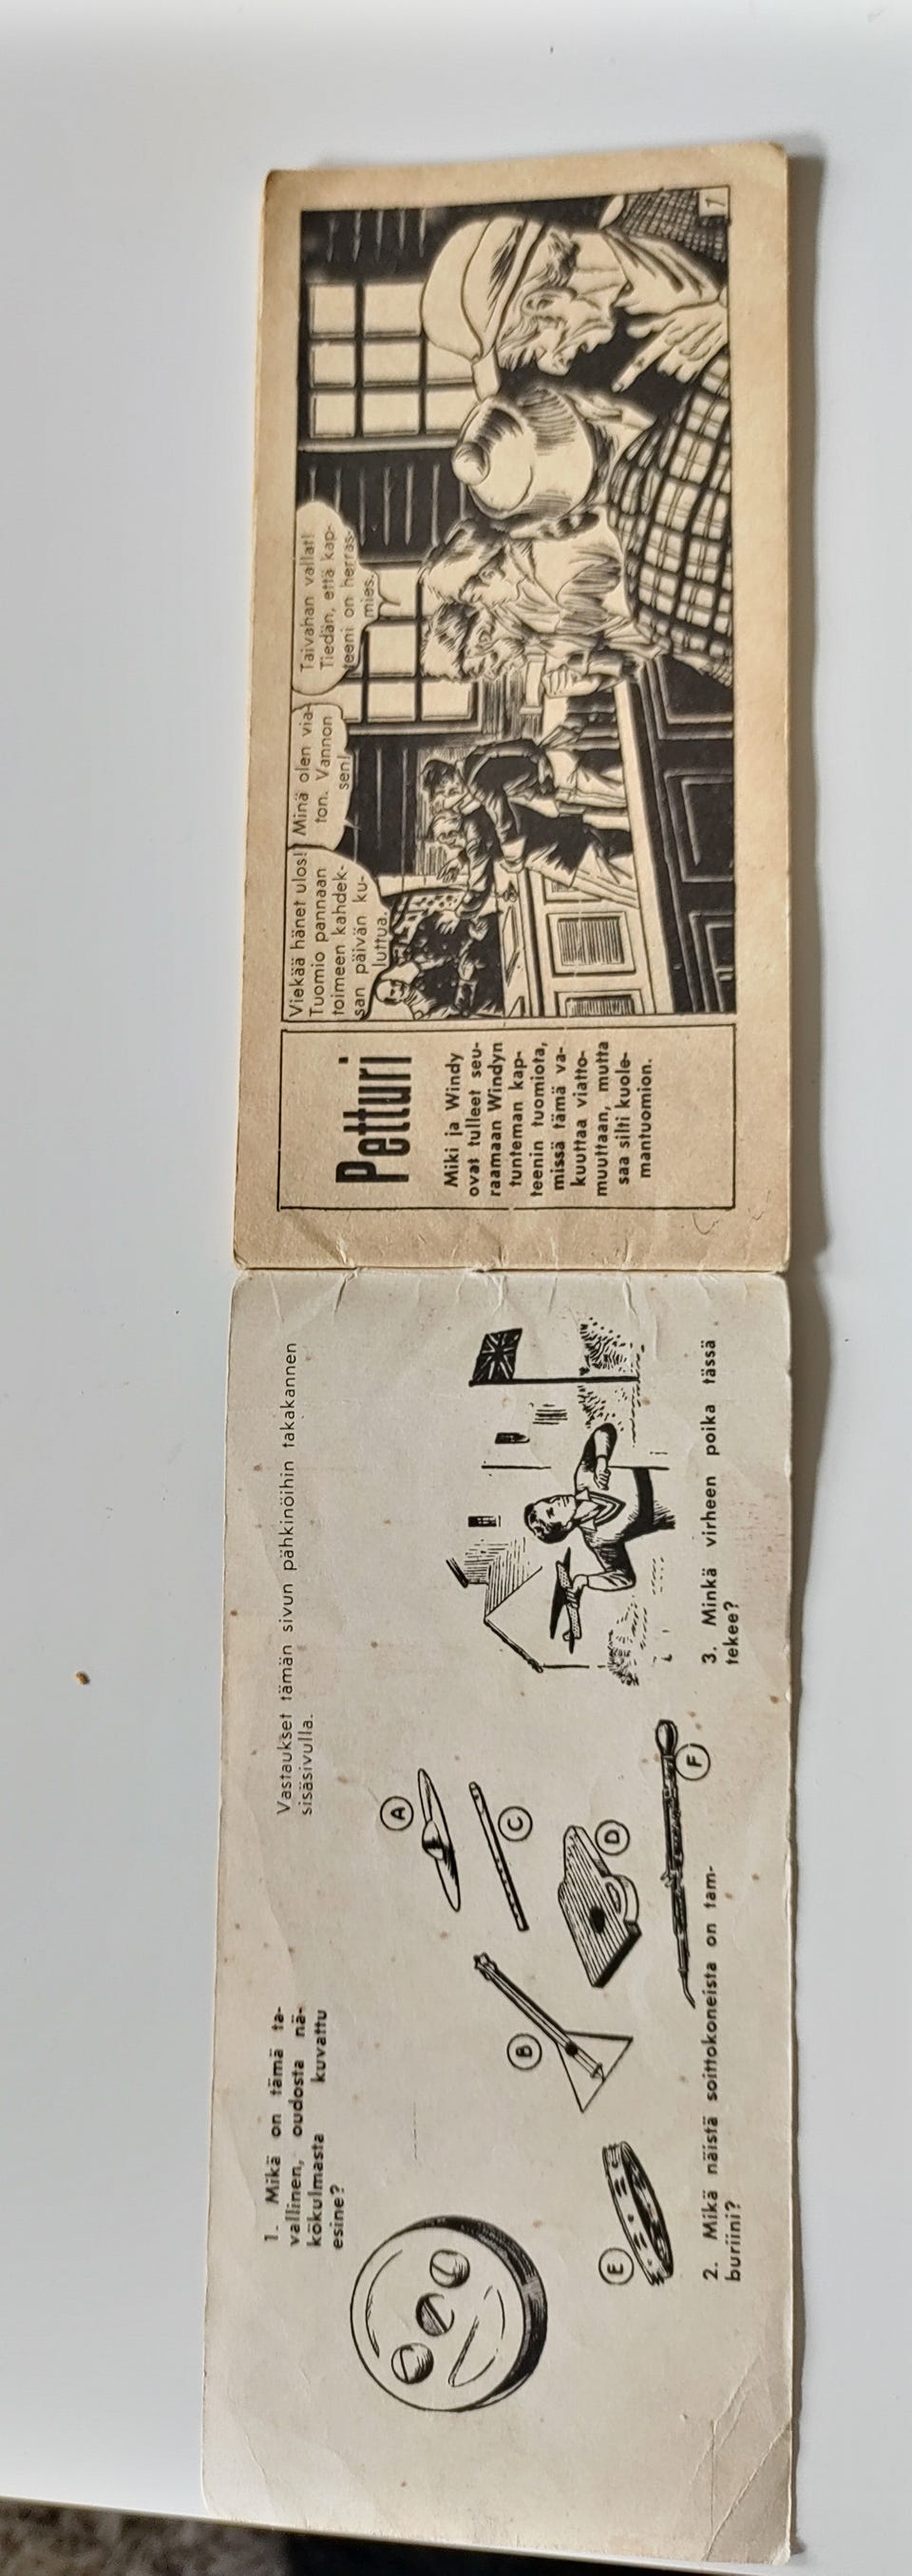 1. Mikä on tämä ta-
vallinen, oudosta nä-
kökulmasta kuvattu
esine?
Vastaukset tämän sivun pähkinöihin takakannen
sisäsivulla.
A
B
C
D
E
F
2. Mikä näistä soittokoneista on tam-
buriini?
3. Minkä virheen poika tässä
tekee?
Petturi
Miki ja Windy
ovat tulleet seu-
raamaan Windyn
tunteman kap-
teenin tuomiota,
missä tämä va-
kuuttaa viatto-
muuttaan, mutta
saa silti kuole-
mantuomion.
Viekää hänet ulos!
Tuomio pannaan
toimeen kahdek-
san päivän ku-
luttua.
Minä olen via-
ton. Vannon
sen!
Taivahan vallat!
Tiedän, että kap-
teeni on herras-
mies.
1